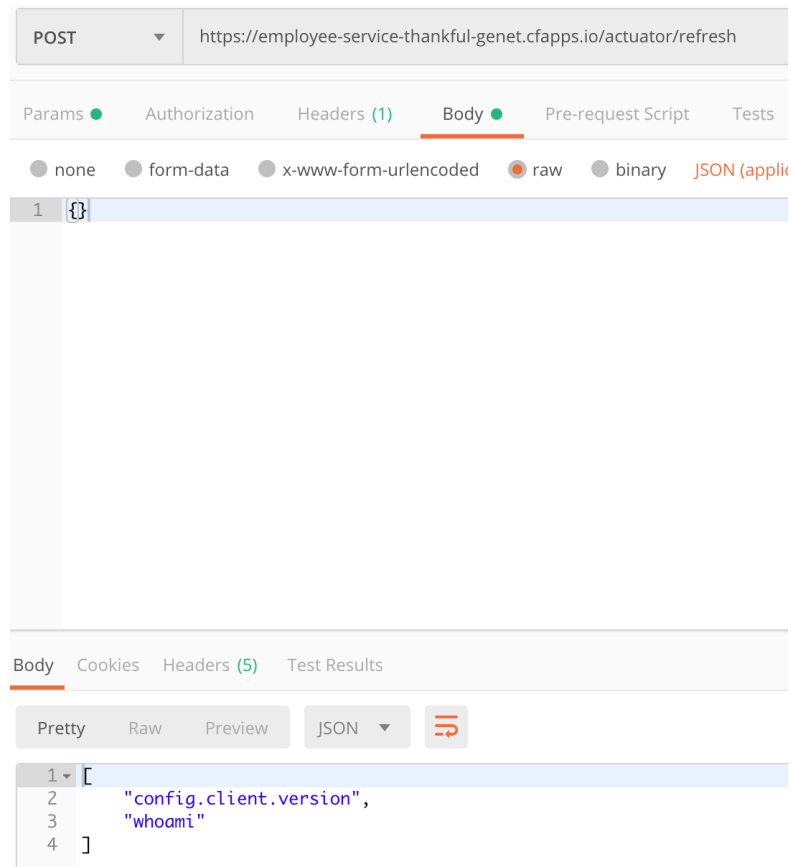 POST https://employee-service-thankful-genet.cfapps.io/actuator/refresh
Params Authorization Headers (1) Body Pre-request Script Tests
none form-data x-www-form-urlencoded raw binary JSON (applic
1 {}
Body Cookies Headers (5) Test Results
Pretty Raw Preview JSON
1 [
2 "config.client.version",
3 "whoami"
4 ]